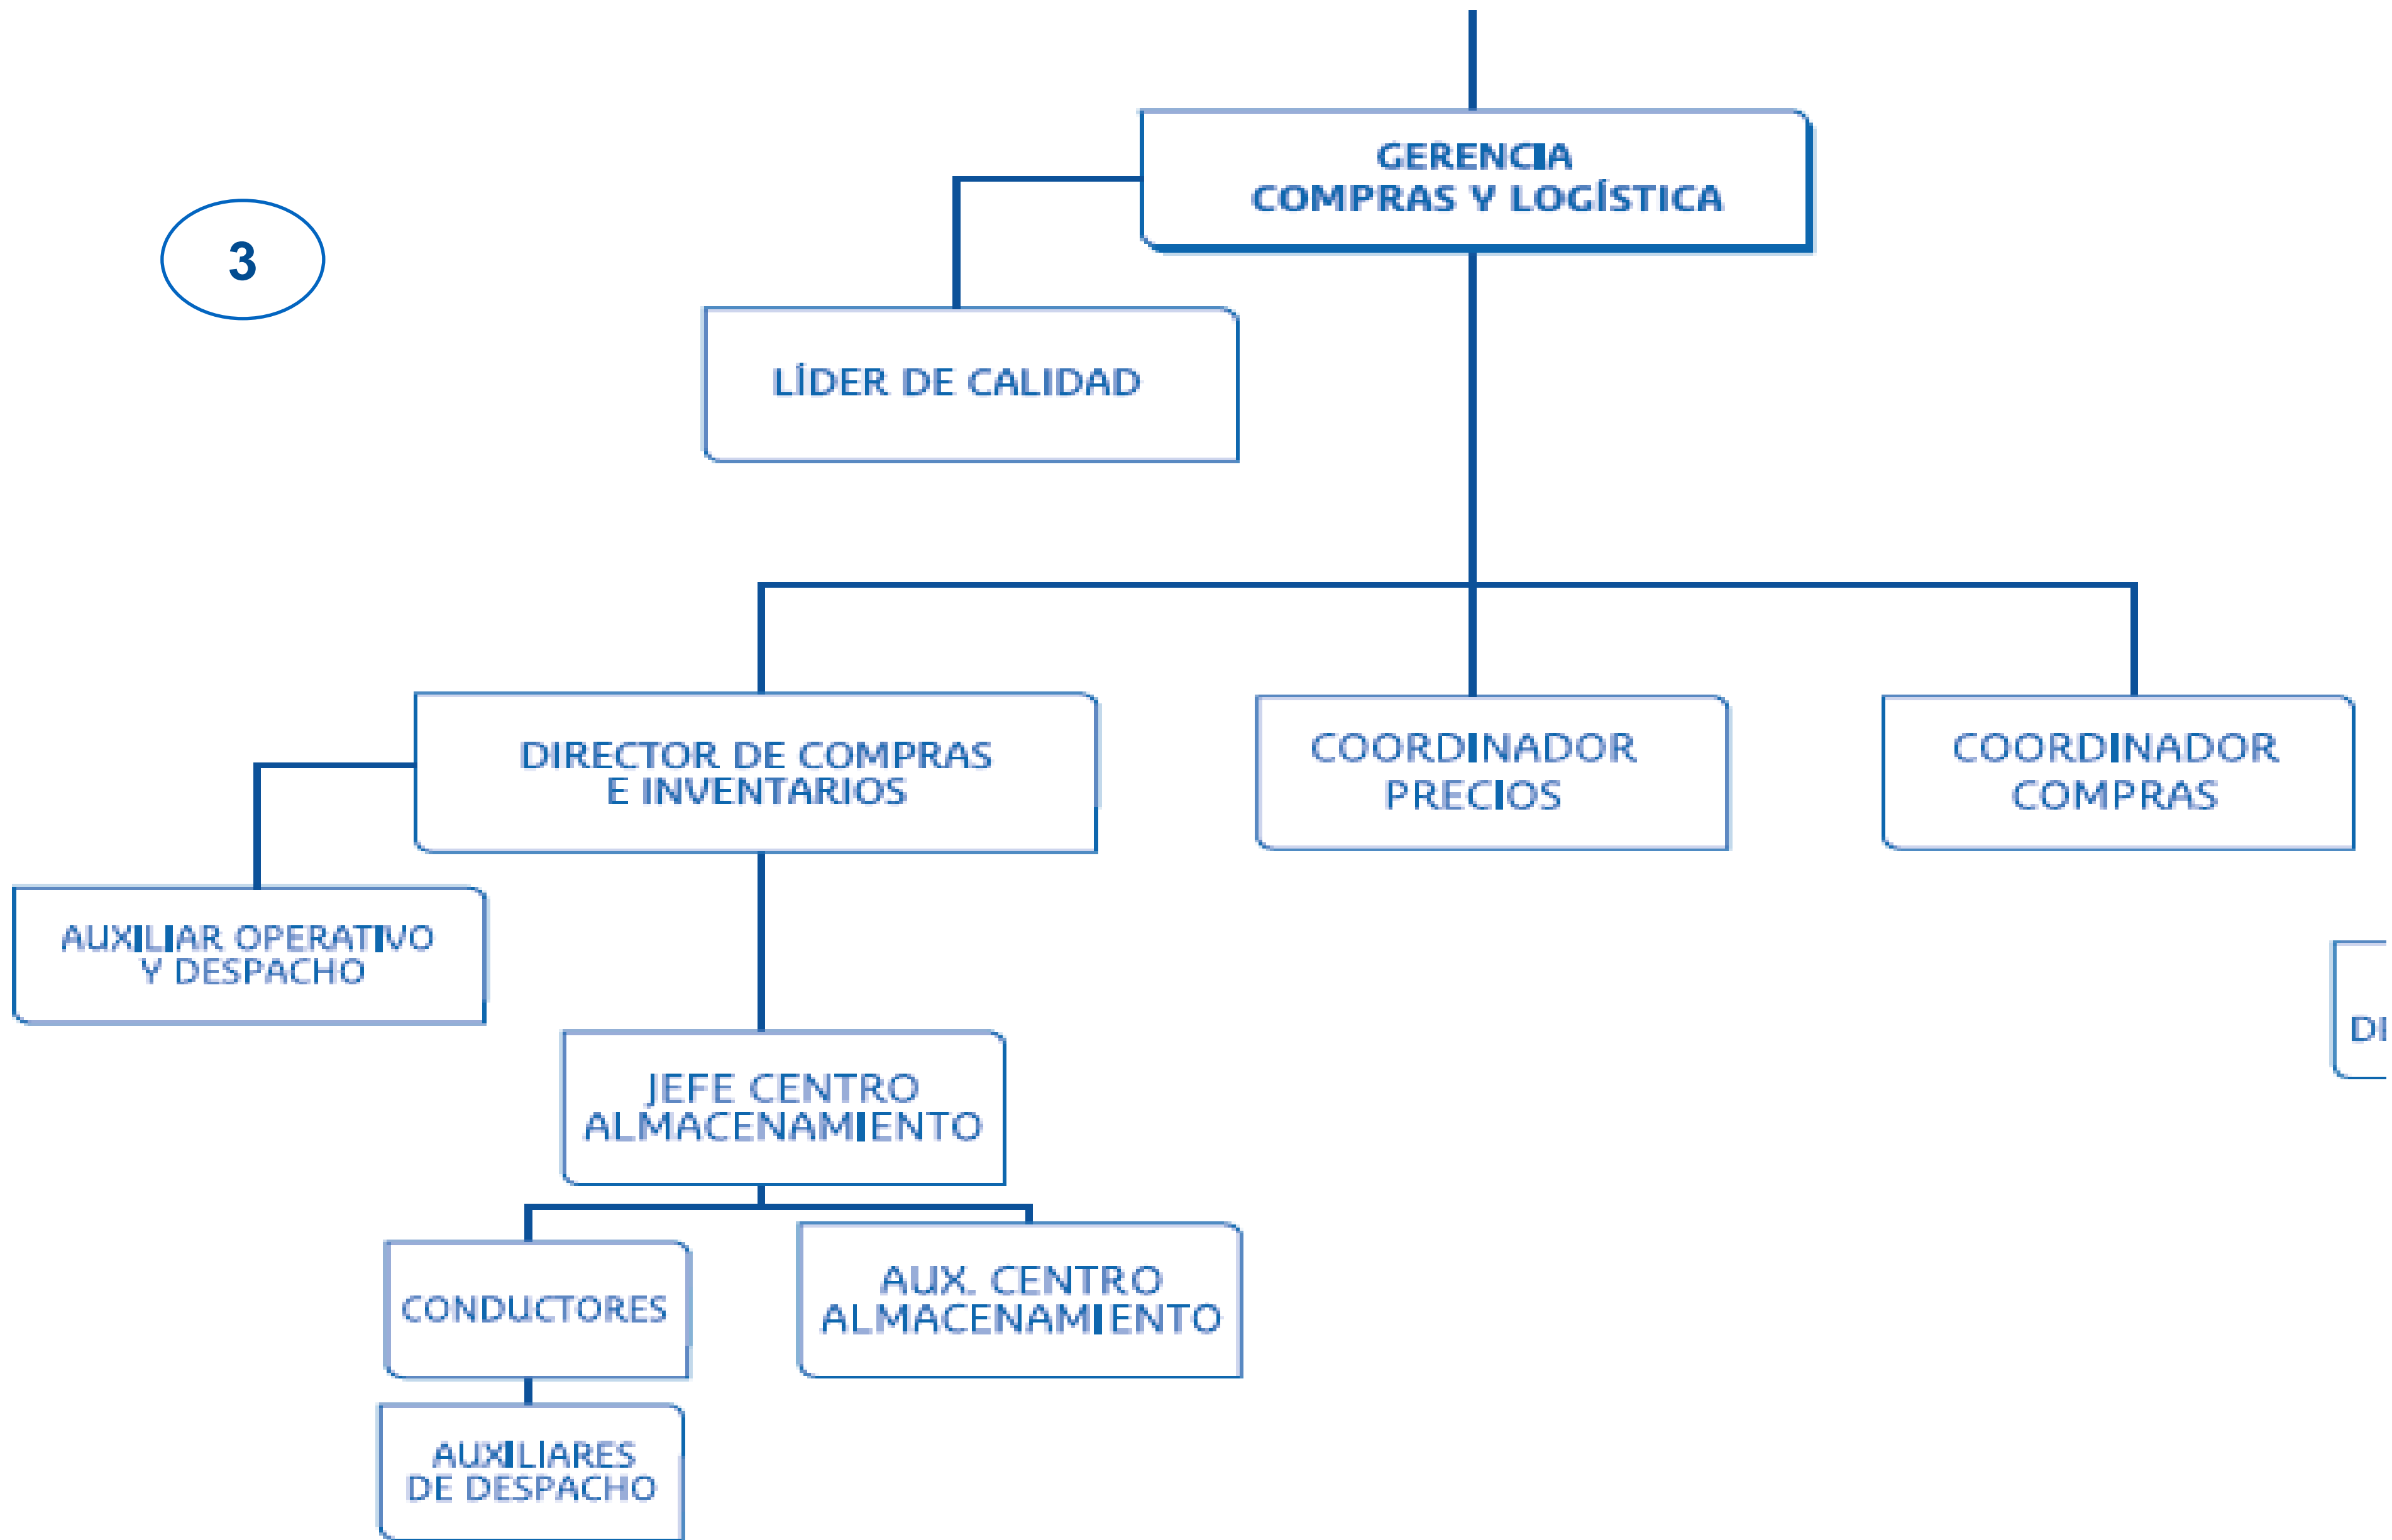 GERENCIA
COMPRAS Y LOGÍSTICA
3
LÍDER DE CALIDAD
DIRECTOR DE COMPRAS
E INVENTARIOS
COORDINADOR
PRECIOS
COORDINADOR
COMPRAS
AUXILIAR OPERATIVO
Y DESPACHO
JEFE CENTRO
ALMACENAMIENTO
CONDUCTORES
AUX. CENTRO
ALMACENAMIENTO
AUXILIARES
DE DESPACHO